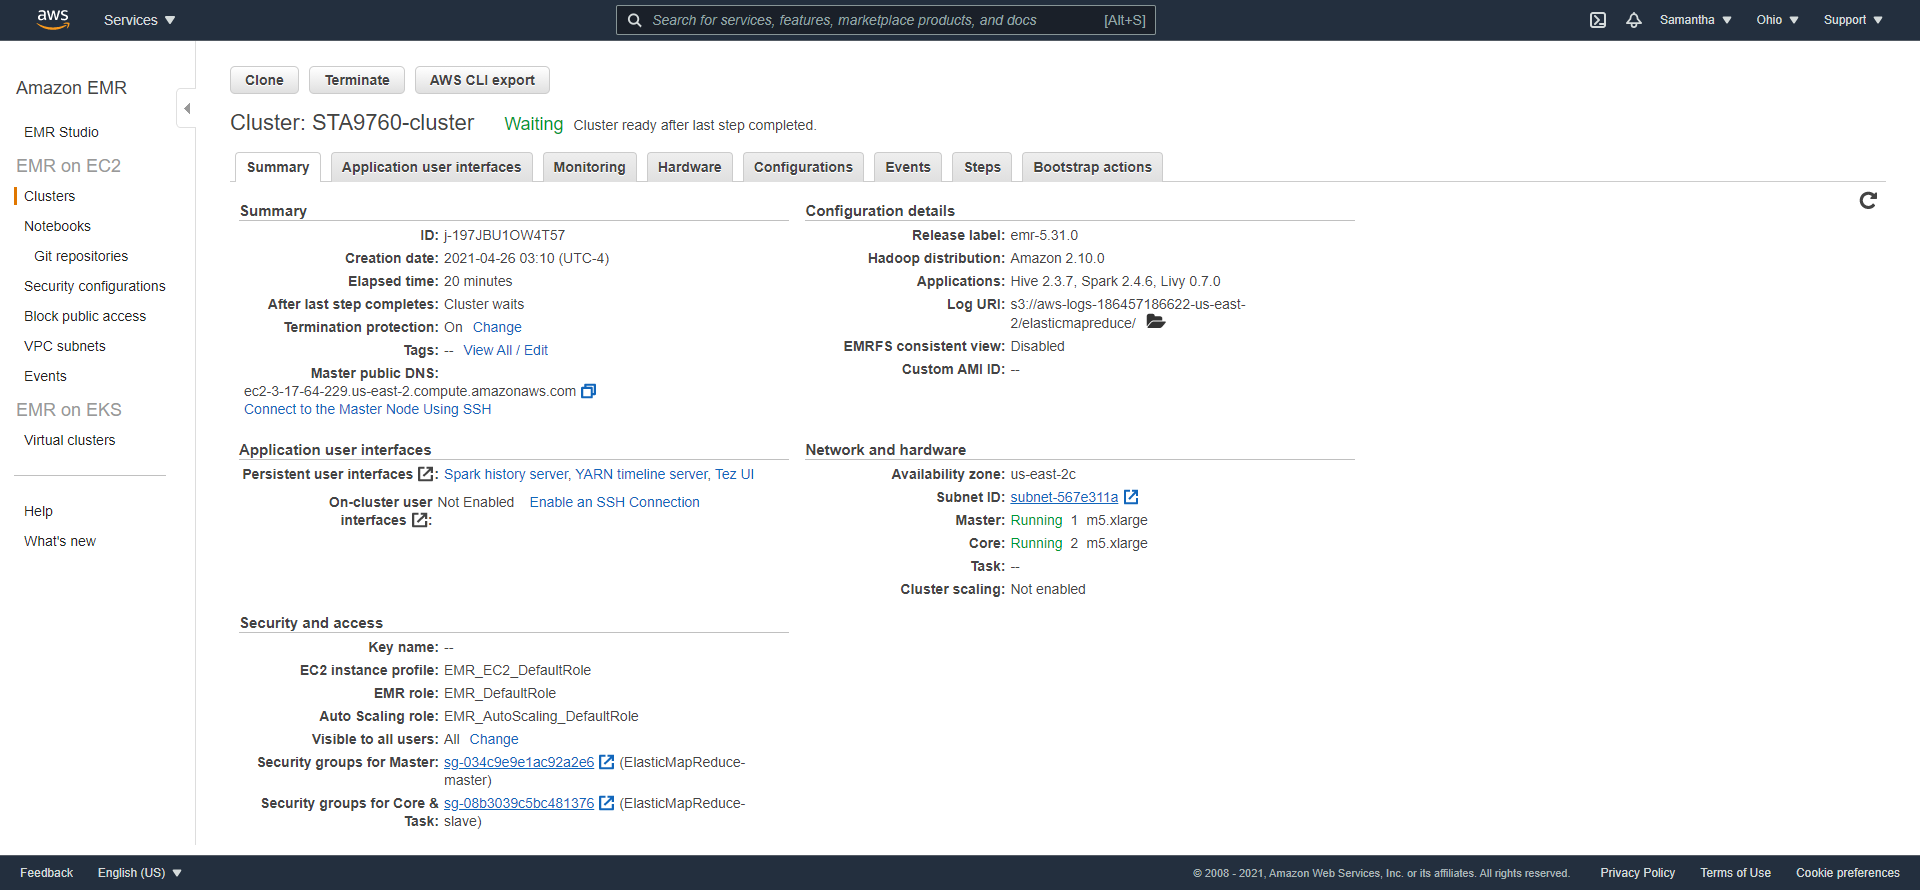 aws Services Search for services, features, marketplace products, and docs [Alt+S] Samantha Ohio Support
Amazon EMR
EMR Studio
EMR on EC2
Clusters
Notebooks
Git repositories
Security configurations
Block public access
VPC subnets
Events
EMR on EKS
Virtual clusters
Help
What's new
Clone Terminate AWS CLI export
Cluster: STA9760-cluster Waiting Cluster ready after last step completed.
Summary Application user interfaces Monitoring Hardware Configurations Events Steps Bootstrap actions
Summary
ID: j-197JBU1OW4T57
Creation date: 2021-04-26 03:10 (UTC-4)
Elapsed time: 20 minutes
After last step completes: Cluster waits
Termination protection: On Change
Tags: -- View All / Edit
Master public DNS:
ec2-3-17-64-229.us-east-2.compute.amazonaws.com
Connect to the Master Node Using SSH
Configuration details
Release label: emr-5.31.0
Hadoop distribution: Amazon 2.10.0
Applications: Hive 2.3.7, Spark 2.4.6, Livy 0.7.0
Log URI: s3://aws-logs-186457186622-us-east-
2/elasticmapreduce/
EMRFS consistent view: Disabled
Custom AMI ID: --
Application user interfaces
Persistent user interfaces : Spark history server, YARN timeline server, Tez UI
On-cluster user Not Enabled Enable an SSH Connection
interfaces :
Network and hardware
Availability zone: us-east-2c
Subnet ID: subnet-567e311a
Master: Running 1 m5.xlarge
Core: Running 2 m5.xlarge
Task: --
Cluster scaling: Not enabled
Security and access
Key name: --
EC2 instance profile: EMR_EC2_DefaultRole
EMR role: EMR_DefaultRole
Auto Scaling role: EMR_AutoScaling_DefaultRole
Visible to all users: All Change
Security groups for Master: sg-034c9e9e1ac92a2e6 (ElasticMapReduce-
master)
Security groups for Core & sg-08b3039c5bc481376 (ElasticMapReduce-
Task: slave)
Feedback English (US) © 2008 - 2021, Amazon Web Services, Inc. or its affiliates. All rights reserved. Privacy Policy Terms of Use Cookie preferences